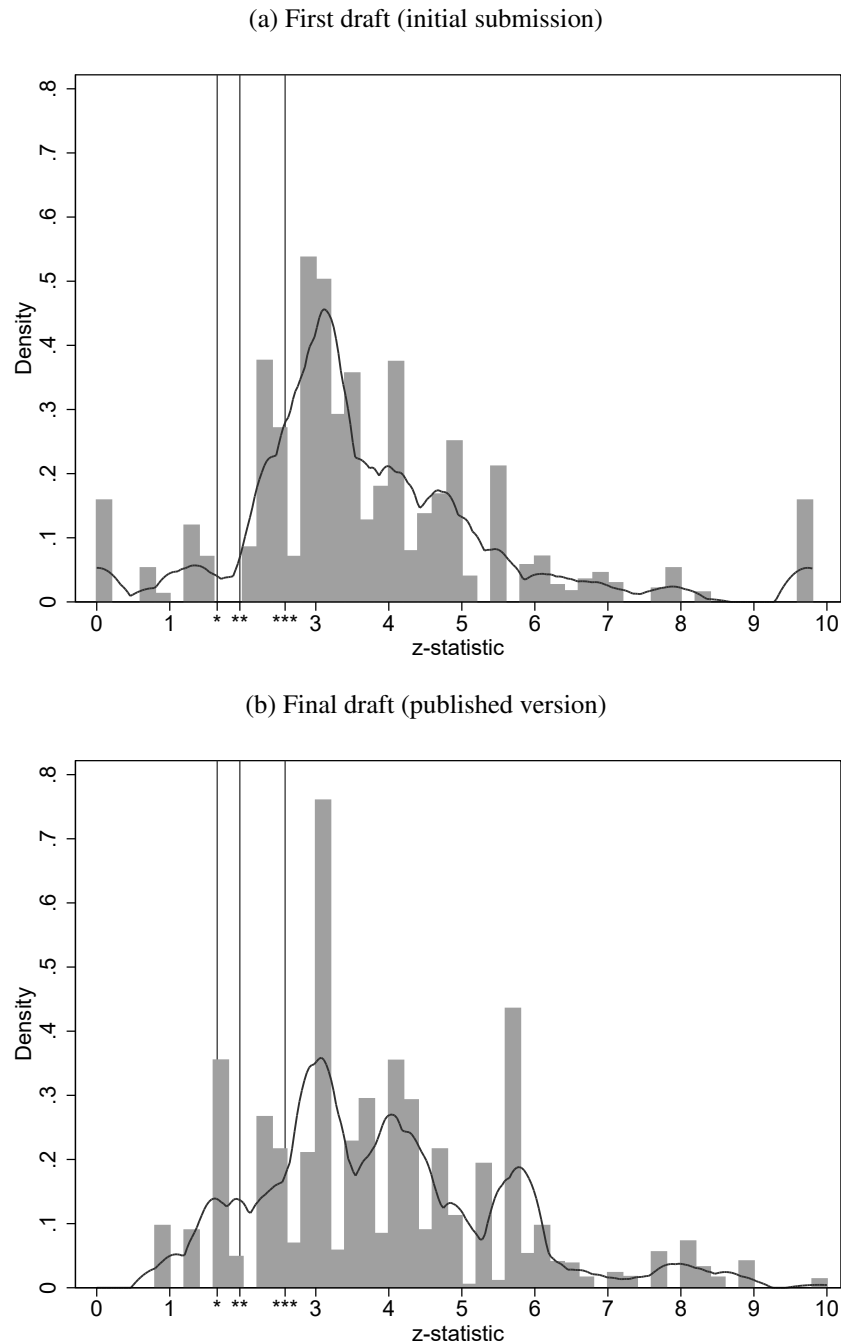 (a) First draft (initial submission)
.8
.7
.6
.5
.4
.3
.2
.1
0
Density
0 1 * ** *** 3 4 5 6 7 8 9 10
z-statistic
(b) Final draft (published version)
.8
.7
.6
.5
.4
.3
.2
.1
0
Density
0 1 * ** *** 3 4 5 6 7 8 9 10
z-statistic